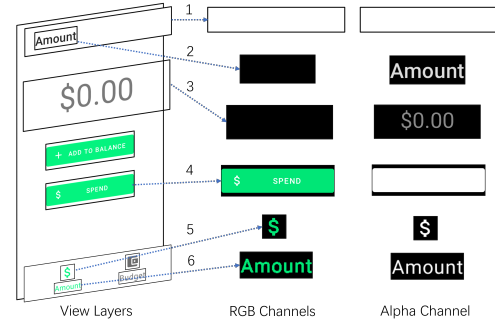 1
Amount
2
Amount
3
$0.00
$0.00
+ ADD TO BALANCE
4
$ SPEND
$ SPEND
5
$
$
$
6
Amount
Budget
Amount
Amount
View Layers
RGB Channels
Alpha Channel